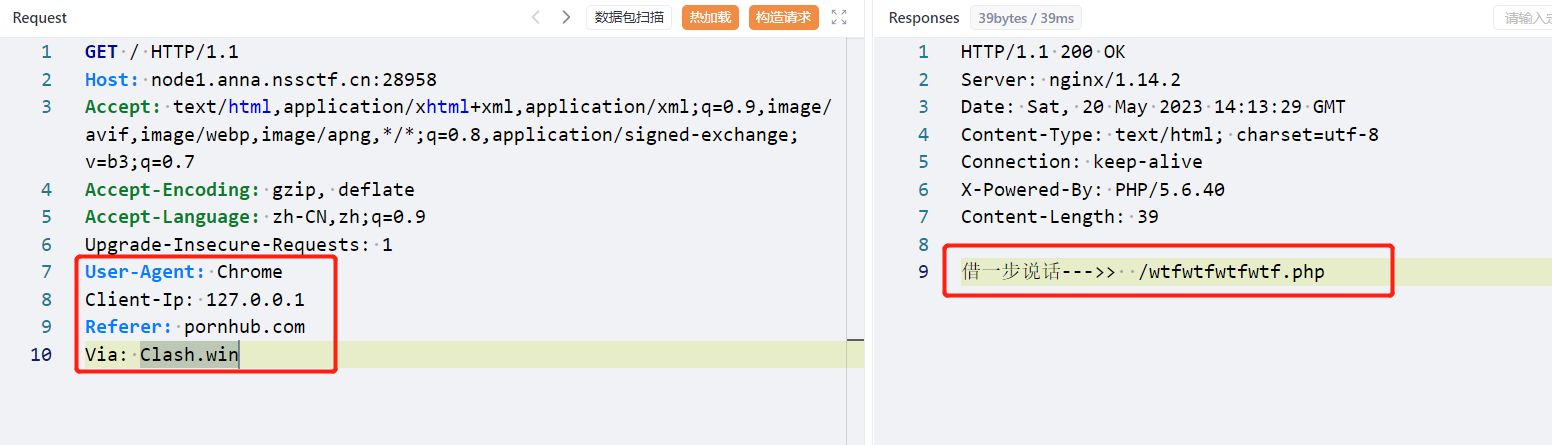 Request
数据包扫描
热加载
构造请求
Responses
39bytes / 39ms
1 GET / HTTP/1.1
2 Host: node1.anna.nssctf.cn:28958
3 Accept: text/html,application/xhtml+xml,application/xml;q=0.9,image/
avif,image/webp,image/apng,*/*;q=0.8,application/signed-exchange;
v=b3;q=0.7
4 Accept-Encoding: gzip, deflate
5 Accept-Language: zh-CN,zh;q=0.9
6 Upgrade-Insecure-Requests: 1
7 User-Agent: Chrome
8 Client-Ip: 127.0.0.1
9 Referer: pornhub.com
10 Via: Clash.win
1 HTTP/1.1 200 OK
2 Server: nginx/1.14.2
3 Date: Sat, 20 May 2023 14:13:29 GMT
4 Content-Type: text/html; charset=utf-8
5 Connection: keep-alive
6 X-Powered-By: PHP/5.6.40
7 Content-Length: 39
8
9 借一步说话--->> /wtfwtfwtfwtf.php